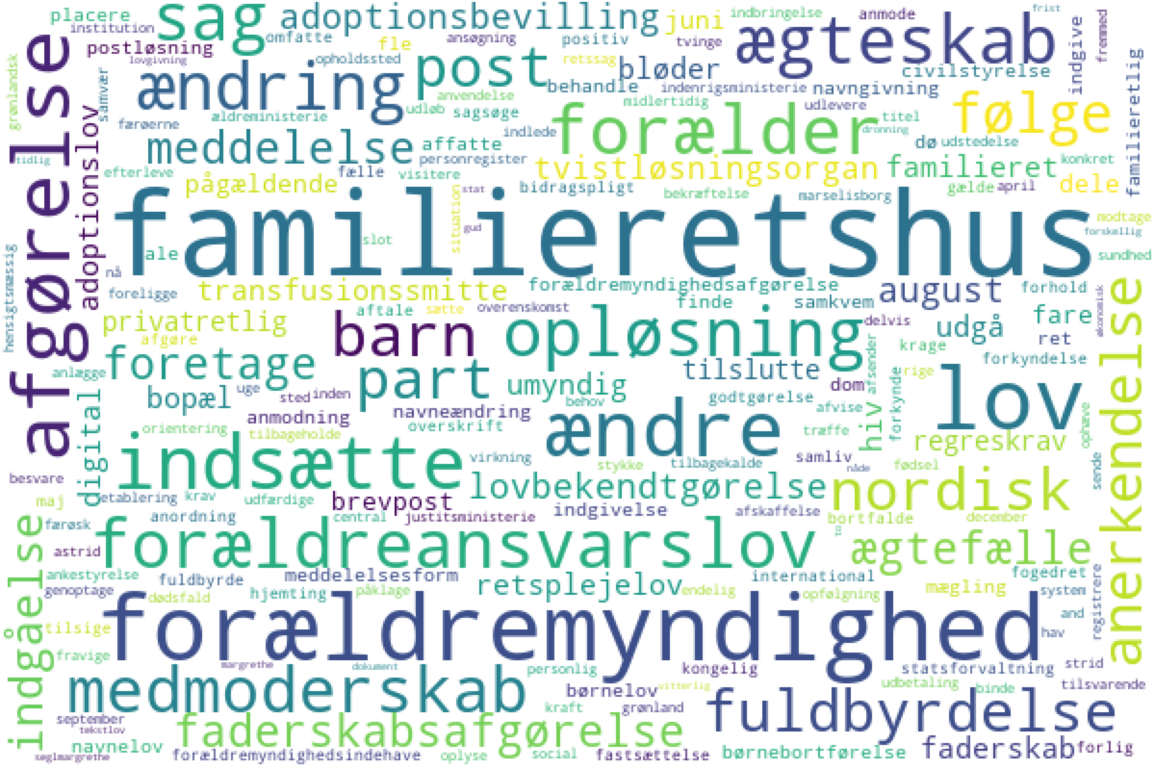 placere sag adoptionsbevilling juni indbringelse anmode frist
institution omfatte ansøgning fle positiv tvinge ægteskab indgive fremmed
postløsning lovgivning opholdssted post retssag bløder civilstyrelse
grønlandsk afgørelse samvær ændring behandle indenrigsministerie navngivning følge familieretlig
adoptionslov udløb anvendelse sagsøge midlertidig udlevere titel
færøerne ældreministerie forælder dronning
meddelelse affatte indlede dø udstedelse
tidlig efterleve personregister tvistløsningsorgan familieret konkret
pågældende fælle visitere bidragspligt bekræftelse marselisborg gælde april dele
familieretshus
stat situation gud modtage
ale slot forskellig
hensigtsmæssig nå sundhed
foreligge transfusionssmitte forældremyndighedsafgørelse august forhold
privatretlig aftale sætte overenskomst finde samkvem økonomisk
afgøre barn opløsning delvis udgå fare anerkendelse
foretage krage ret
anlægge part tilslutte afsender forkyndelse
bopæl uge sted inden umyndig dom rige lov
digital anmodning navneændring behov godtgørelse afvise forkynde
orientering tilbageholde overskrift ændre træffe hiv regreskrav ophæve
indsætte virkning stykke tilbagekalde samliv nåde fødsel sende
besvare lovbekendtgørelse nordisk
maj etablering krav udfærdige brevpost indgivelse afskaffelse
færøsk anordning central justitsministerie bortfalde december
indgåelse astrid forældreansvarslov to ægtefælle
ankestyrelse fuldbyrde meddelelsesform international fogedret
genoptage dødsfald hjemting påklage retsplejelov endelig opfølgning mægling system registrere
tilsige forældremyndighed and
hav
fravige margrethe dokument personlig kongelig statsforvaltning strid
medmoderskab børnelov vitterlig udbetaling binde tilsvarende
september kraft grønland fuldbyrdelse
tekstlov faderskabsafgørelse
navnelov faderskab forlig
seglmargrethe forældremyndighedsindehave oplyse social fastsættelse børnebortførelse